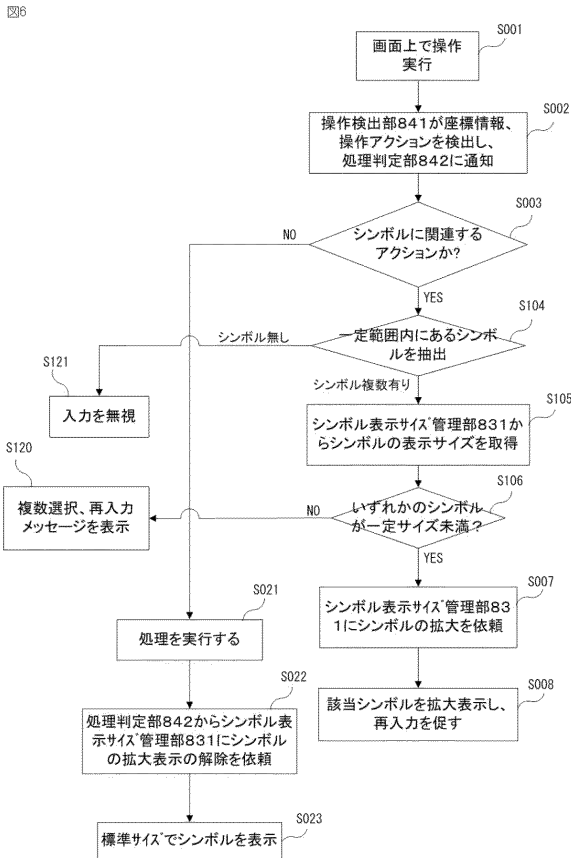 図6
S001
画面上で操作
実行
S002
操作検出部841が座標情報、
操作アクションを検出し、
処理判定部842に通知
S003
シンボルに関連する
アクションか?
NO
YES
S104
一定範囲内にあるシンボ
ルを抽出
シンボル無し
シンボル複数有り
S121
入力を無視
S105
シンボル表示サイズ管理部831か
らシンボルの表示サイズを取得
S106
いずれかのシンボル
が一定サイズ未満?
NO
YES
S120
複数選択、再入力
メッセージを表示
S007
シンボル表示サイズ管理部83
1にシンボルの拡大を依頼
S008
該当シンボルを拡大表示し、
再入力を促す
S021
処理を実行する
S022
処理判定部842からシンボル表
示サイズ管理部831にシンボル
の拡大表示の解除を依頼
S023
標準サイズでシンボルを表示